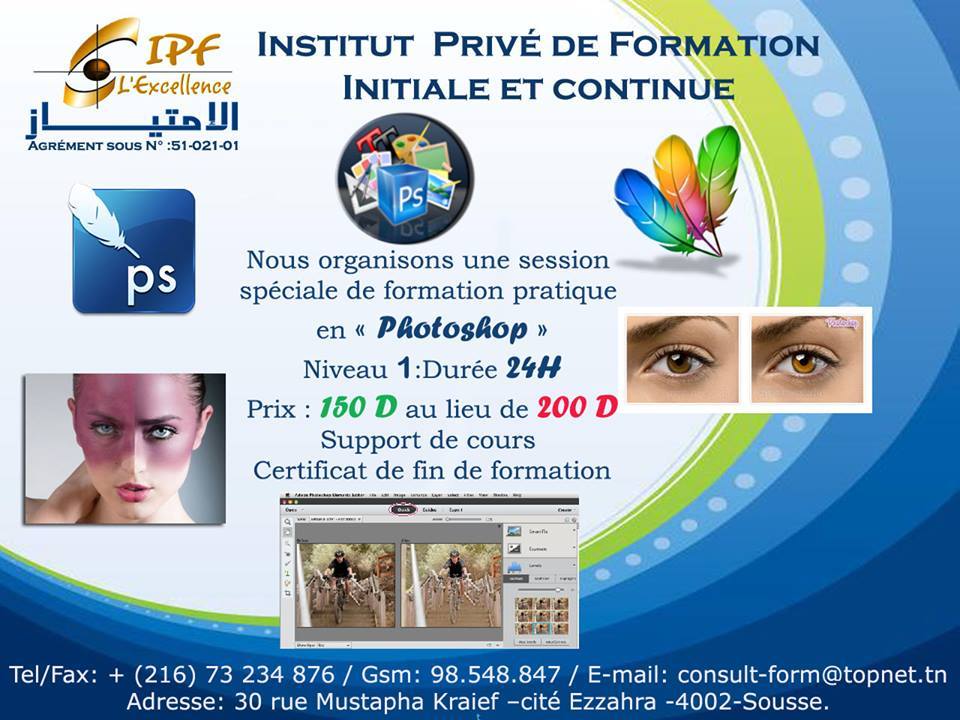 IPF
L'Excellence
الامتياز
AGRÉMENT SOUS N° :51-021-01
INSTITUT PRIVÉ DE FORMATION
INITIALE ET CONTINUE
Ps
ps
Nous organisons une session
spéciale de formation pratique
en « Photoshop »
Niveau 1:Durée 24H
Prix : 150 D au lieu de 200 D
Support de cours
Certificat de fin de formation
Photoshop
Tel/Fax: + (216) 73 234 876 / Gsm: 98.548.847 / E-mail: consult-form@topnet.tn
Adresse: 30 rue Mustapha Kraief –cité Ezzahra -4002-Sousse.